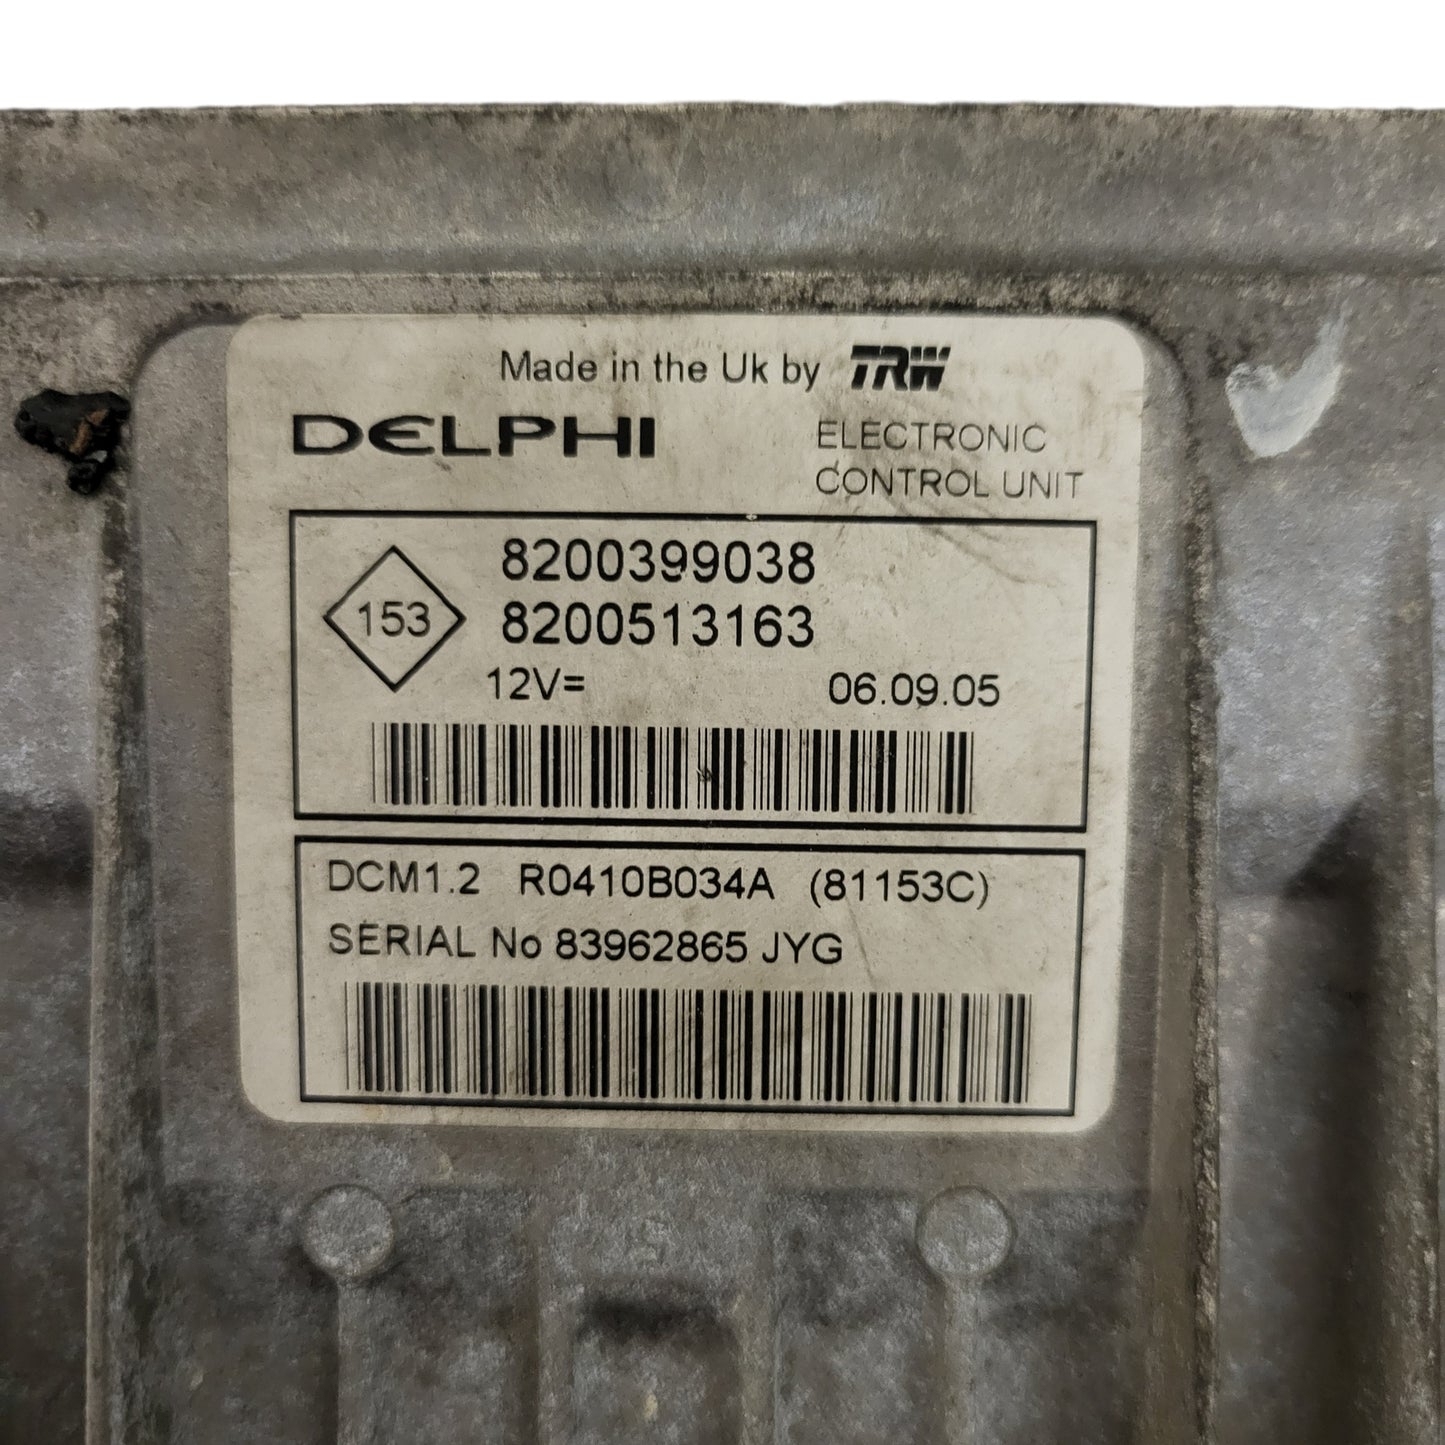 Made in the Uk by TRW
DELPHI
ELECTRONIC
CONTROL UNIT
153
8200399038
8200513163
12V=
06.09.05
DCM1.2 R0410B034A (81153C)
SERIAL No 83962865 JYG